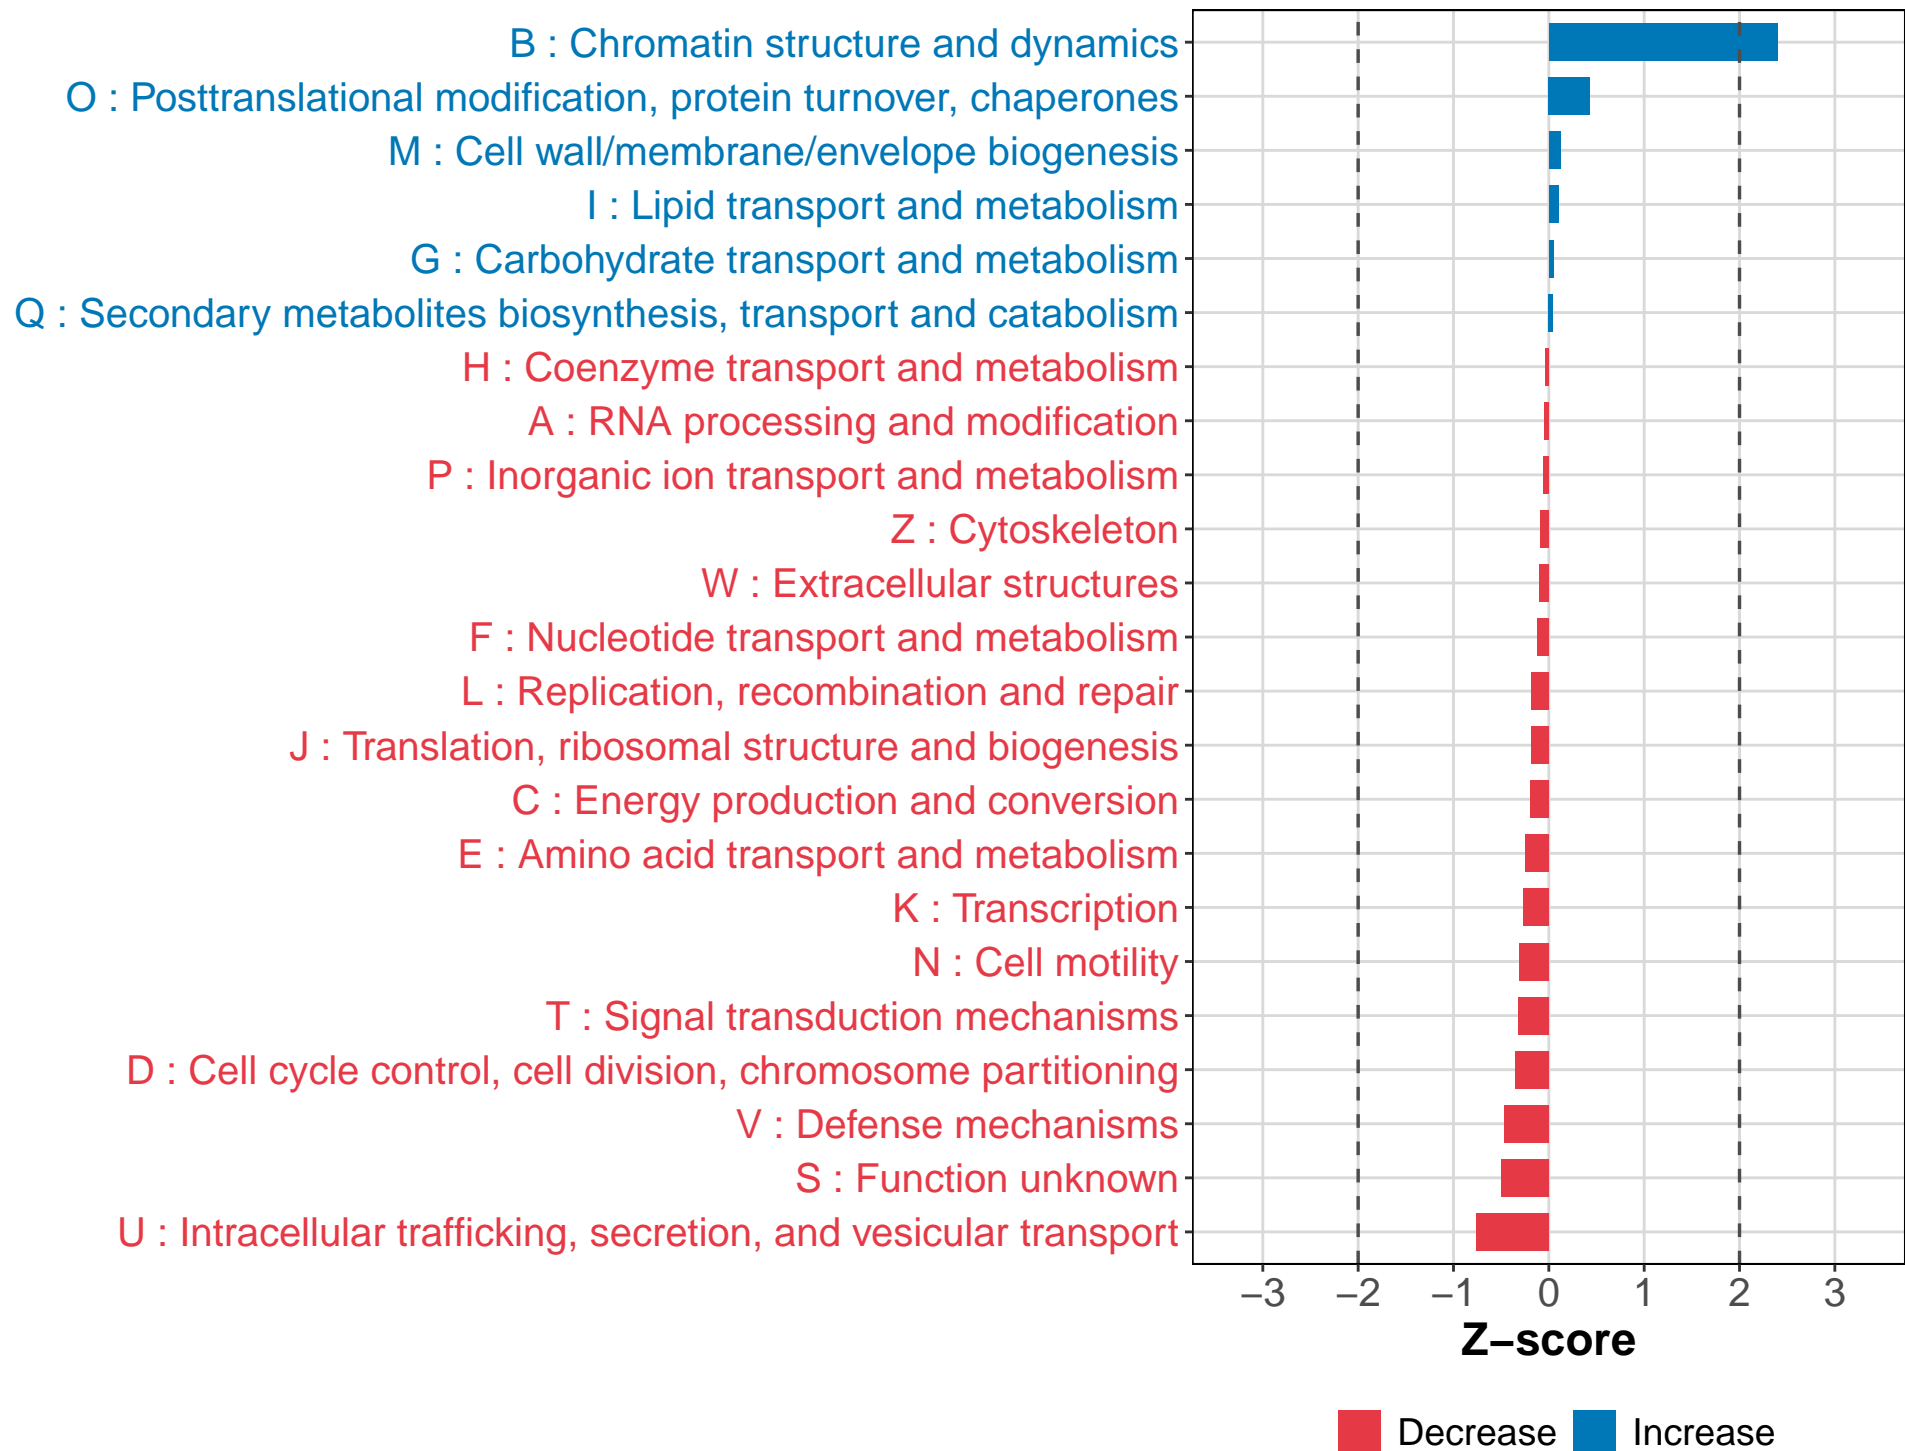 B : Chromatin structure and dynamics
O : Posttranslational modification, protein turnover, chaperones
M : Cell wall/membrane/envelope biogenesis
I : Lipid transport and metabolism
G : Carbohydrate transport and metabolism
Q : Secondary metabolites biosynthesis, transport and catabolism
H : Coenzyme transport and metabolism
A : RNA processing and modification
P : Inorganic ion transport and metabolism
Z : Cytoskeleton
W : Extracellular structures
F : Nucleotide transport and metabolism
L : Replication, recombination and repair
J : Translation, ribosomal structure and biogenesis
C : Energy production and conversion
E : Amino acid transport and metabolism
K : Transcription
N : Cell motility
T : Signal transduction mechanisms
D : Cell cycle control, cell division, chromosome partitioning
V : Defense mechanisms
S : Function unknown
U : Intracellular trafficking, secretion, and vesicular transport
−3 −2 −1 0 1 2 3
Z−score
Decrease Increase